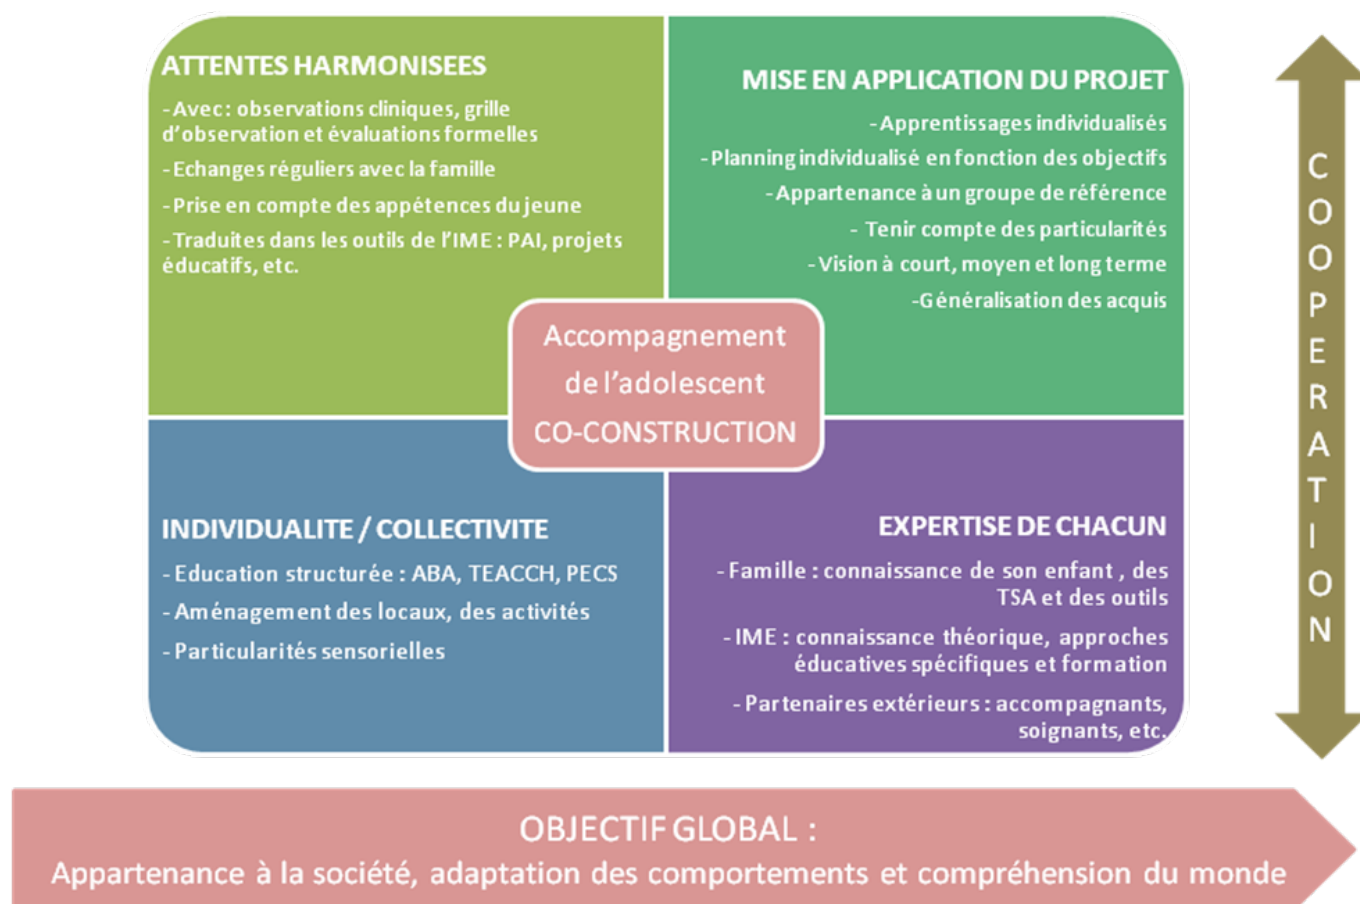 ATTENTES HARMONISEES
- Avec : observations cliniques, grille
d'observation et évaluations formelles
- Echanges réguliers avec la famille
- Prise en compte des appétences du jeune
- Traduites dans les outils de l'IME : PAI, projets
éducatifs, etc.
MISE EN APPLICATION DU PROJET
- Apprentissages individualisés
- Planning individualisé en fonction des objectifs
- Appartenance à un groupe de référence
- Tenir compte des particularités
- Vision à court, moyen et long terme
-Généralisation des acquis
Accompagnement
de l'adolescent
CO-CONSTRUCTION
INDIVIDUALITE / COLLECTIVITE
- Education structurée : ABA, TEACCH, PECS
- Aménagement des locaux, des activités
- Particularités sensorielles
EXPERTISE DE CHACUN
- Famille : connaissance de son enfant , des
TSA et des outils
- IME : connaissance théorique, approches
éducatives spécifiques et formation
- Partenaires extérieurs : accompagnants,
soignants, etc.
COOPERATION
OBJECTIF GLOBAL :
Appartenance à la société, adaptation des comportements et compréhension du monde